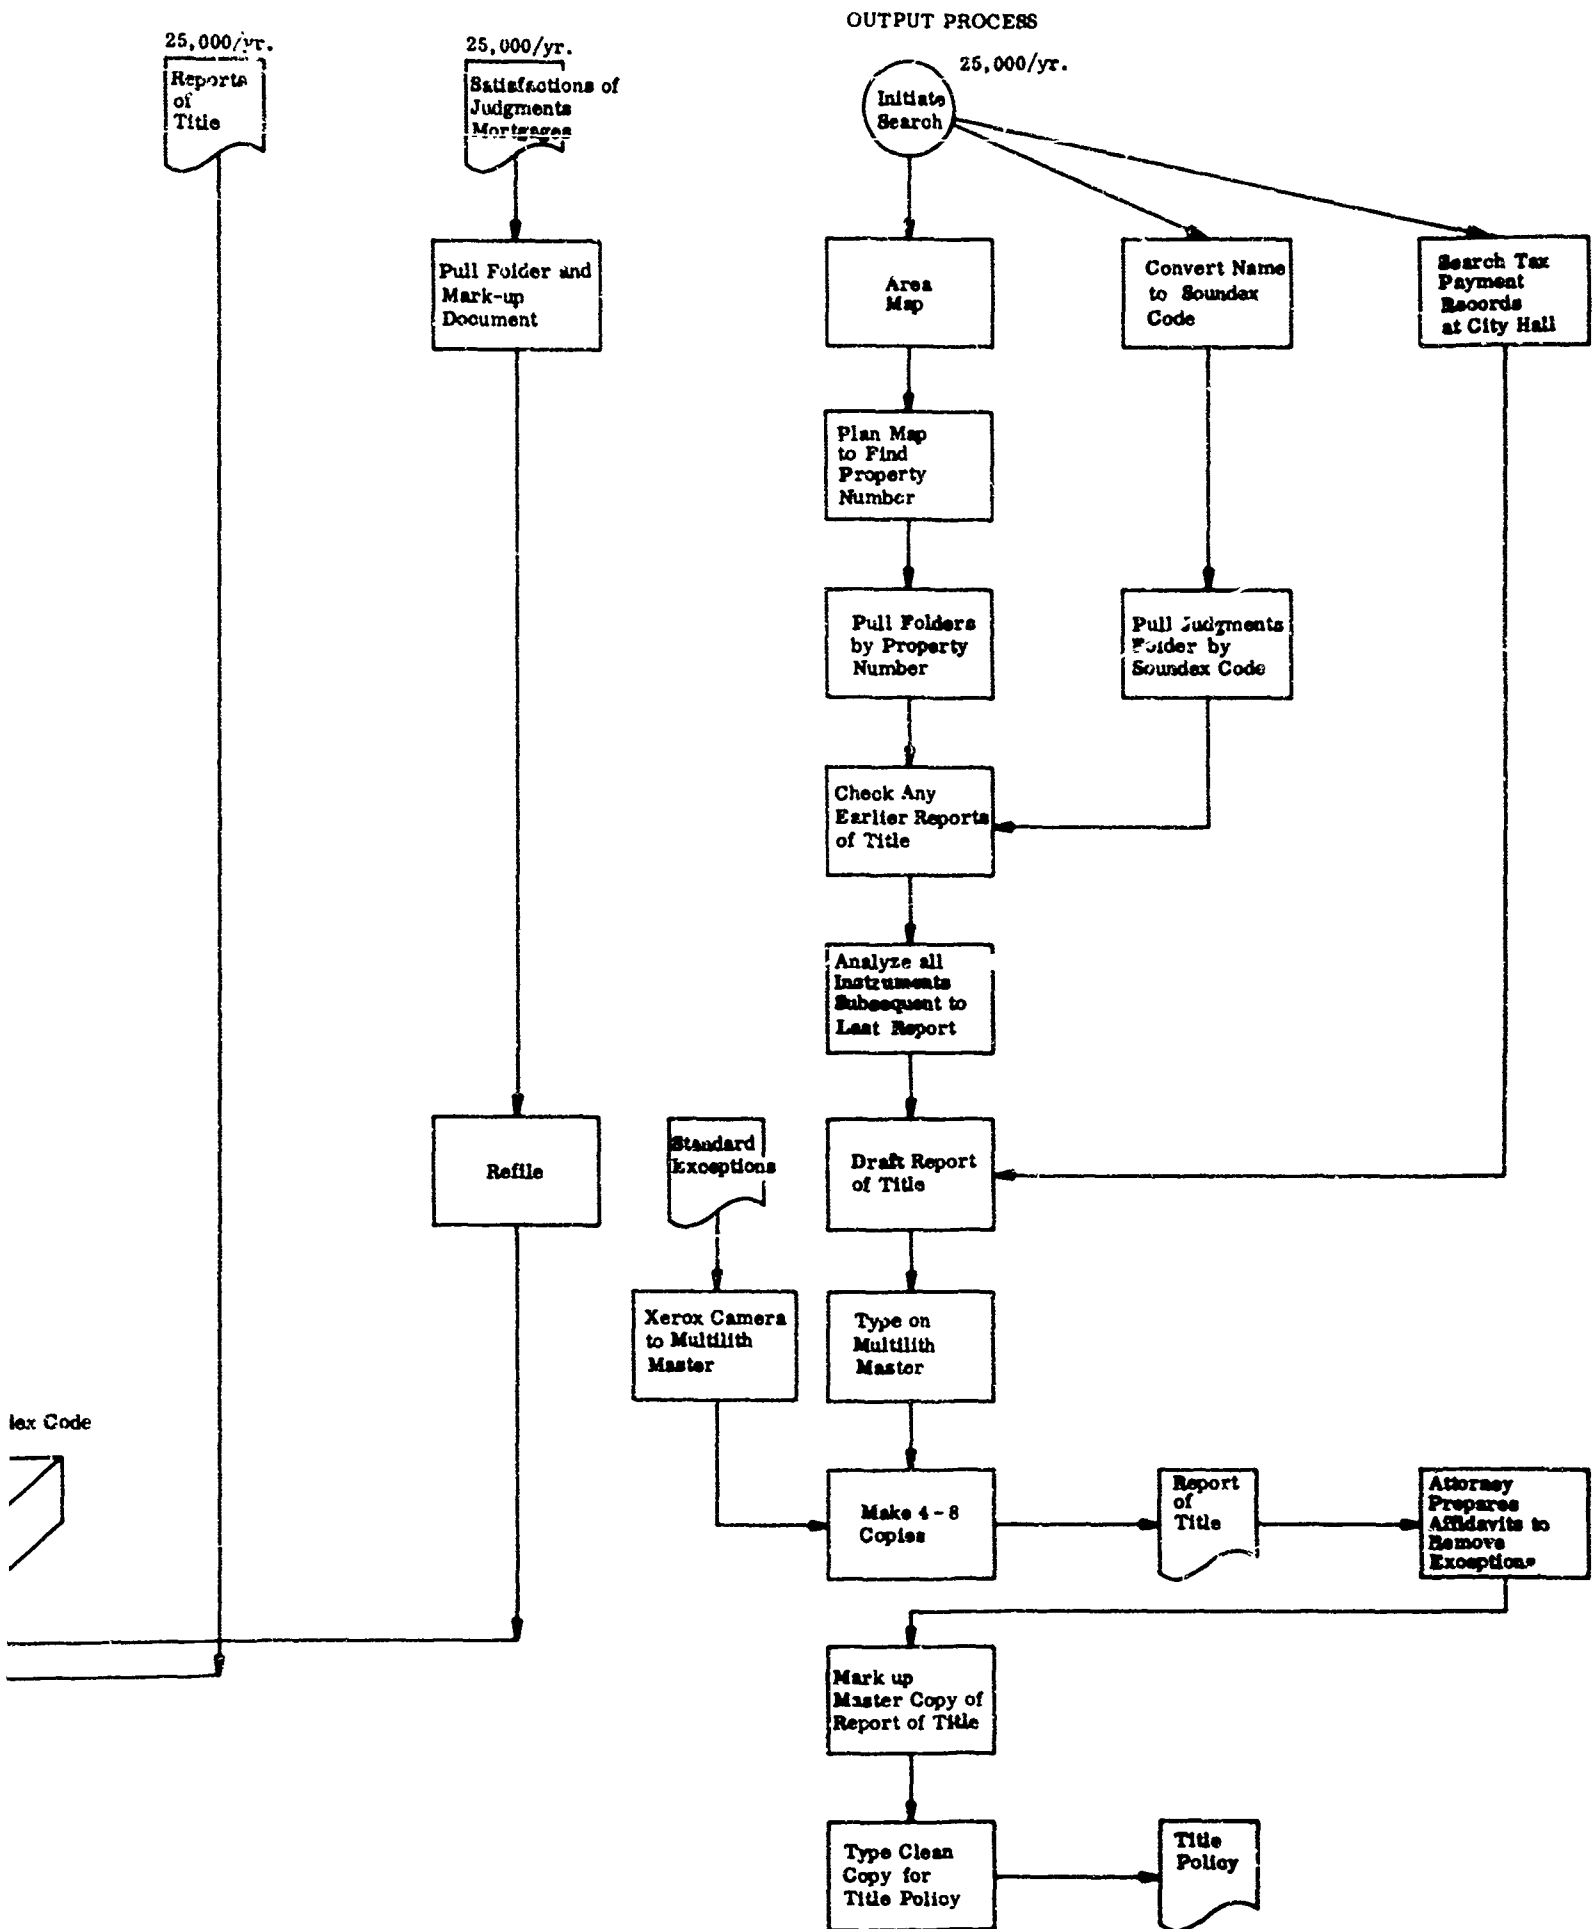 OUTPUT PROCESS
25,000/yr.
Reports
of
Title
25,000/yr.
Satisfactions of
Judgments
Mortgages
25,000/yr.
Initiate
Search
Pull Folder and
Mark-up
Document
Area
Map
Convert Name
to Soundex
Code
Search Tax
Payment
Records
at City Hall
Plan Map
to Find
Property
Number
Pull Folders
by Property
Number
Pull Judgments
Folder by
Soundex Code
Check Any
Earlier Reports
of Title
Analyze all
Instruments
Subsequent to
Last Report
Refile
Standard
Exceptions
Draft Report
of Title
Xerox Camera
to Multilith
Master
Type on
Multilith
Master
Code
Make 4-8
Copies
Report
of
Title
Attorney
Prepares
Affidavits to
Remove
Exceptions
Mark up
Master Copy of
Report of Title
Type Clean
Copy for
Title Policy
Title
Policy